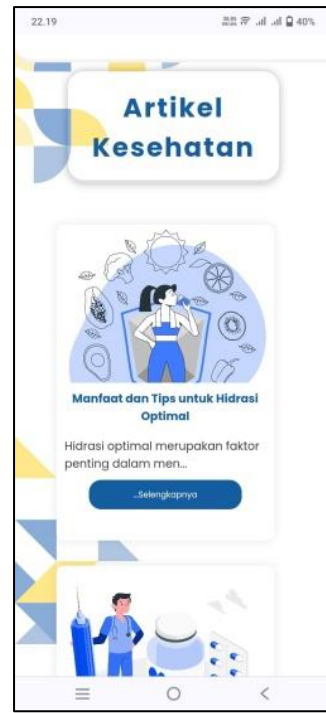 22.19
40%
Artikel
Kesehatan
Manfaat dan Tips untuk Hidrasi
Optimal
Hidrasi optimal merupakan faktor
penting dalam men...
...Selengkapnya